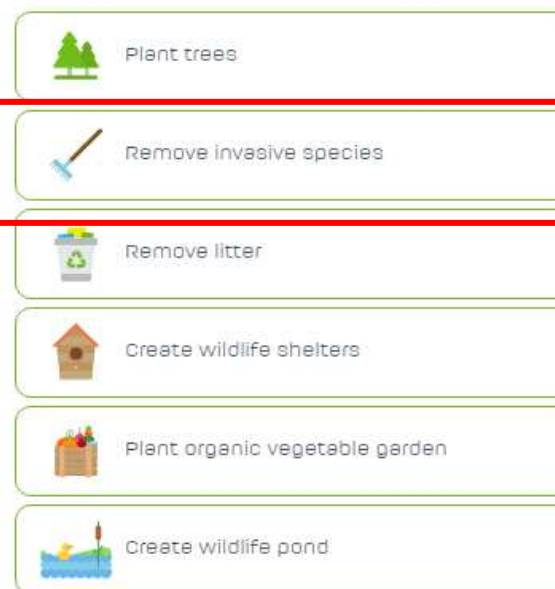 Plant trees
Remove invasive species
Remove litter
Create wildlife shelters
Plant organic vegetable garden
Create wildlife pond